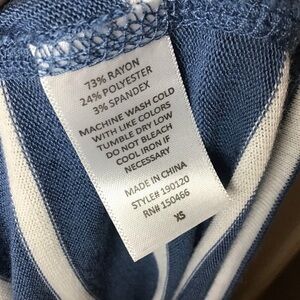 73% RAYON
24% POLYESTER
3% SPANDEX
MACHINE WASH COLD
WITH LIKE COLORS
TUMBLE DRY LOW
DO NOT BLEACH
COOL IRON IF
NECESSARY
MADE IN CHINA
STYLE# 190120
RN# 150466
XS